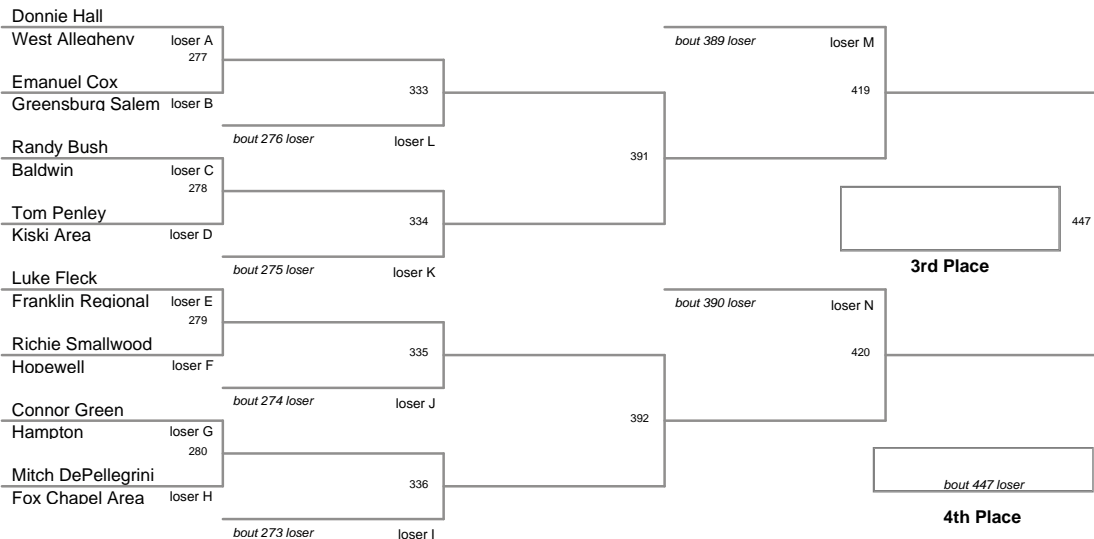 Donnie Hall
West Allegheny loser A
277
Emanuel Cox
Greensburg Salem loser B
333
bout 276 loser loser L
Randy Bush
Baldwin loser C
278
391
Tom Penley
Kiski Area loser D
334
bout 275 loser loser K
Luke Fleck
Franklin Regional loser E
279
Richie Smallwood
Hopewell loser F
335
bout 274 loser loser J
Connor Green
Hampton loser G
280
392
Mitch DePellegrini
Fox Chapel Area loser H
336
bout 273 loser loser I
bout 389 loser loser M
419
447
3rd Place
bout 390 loser loser N
420
bout 447 loser
4th Place